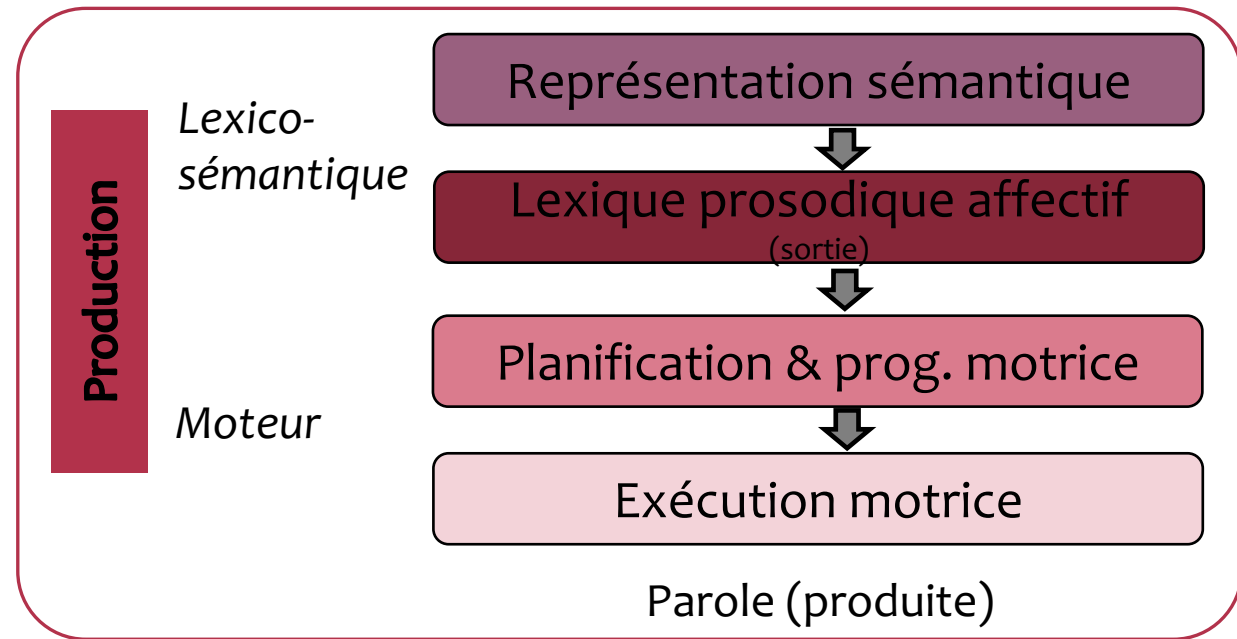 Production
Lexico-
sémantique
Moteur
Représentation sémantique
Lexique prosodique affectif
(sortie)
Planification & prog. motrice
Exécution motrice
Parole (produite)